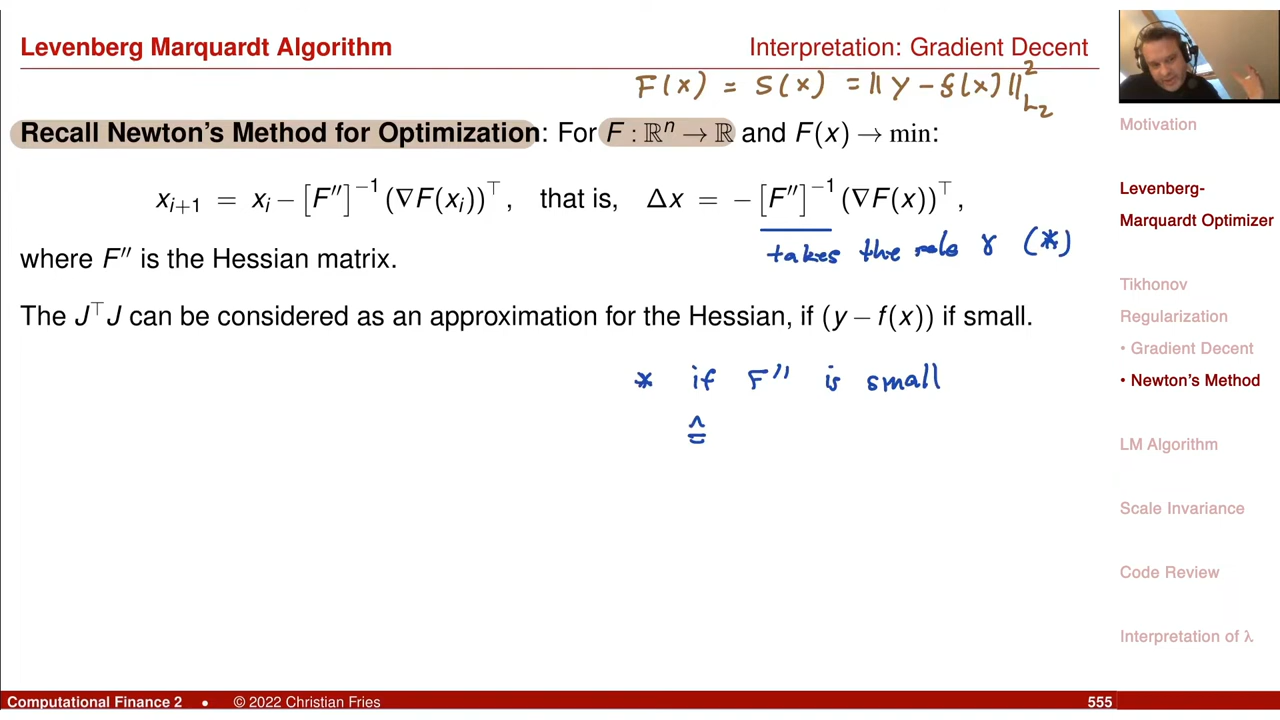 Levenberg Marquardt Algorithm
Interpretation: Gradient Decent
F(x) = S(x) = ‖ y − f(x) ‖²_L₂
Recall Newton's Method for Optimization: For F : ℝⁿ → ℝ and F(x) → min:
xᵢ₊₁ = xᵢ − [F″]⁻¹ (∇F(xᵢ))^⊤, that is, Δx = − [F″]⁻¹ (∇F(x))^⊤,
takes the role γ (*)
where F″ is the Hessian matrix.
The J^⊤J can be considered as an approximation for the Hessian, if (y − f(x)) if small.
* if F″ is small
≙
Motivation
Levenberg-
Marquardt Optimizer
Tikhonov
Regularization
• Gradient Decent
• Newton's Method
LM Algorithm
Scale Invariance
Code Review
Interpretation of λ
Computational Finance 2 • © 2022 Christian Fries 555